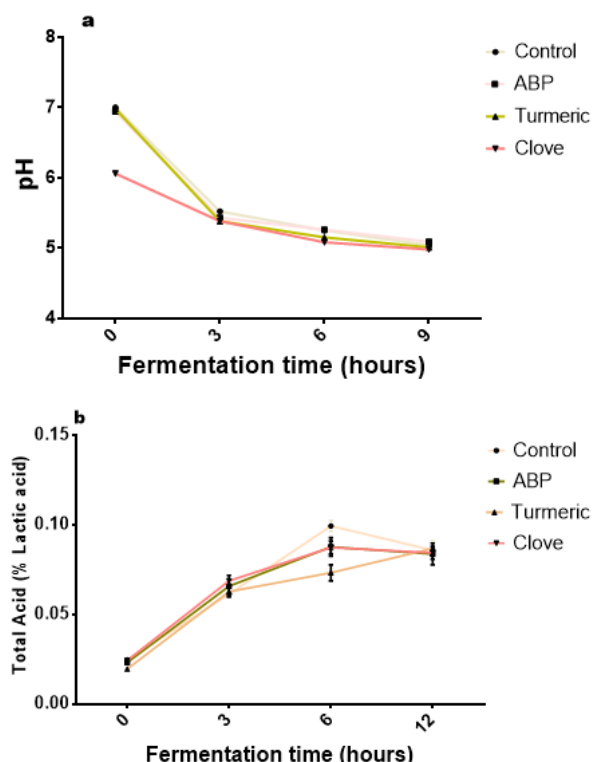 a
8
7
6
5
4
pH
0 3 6 9
Fermentation time (hours)
Control
ABP
Turmeric
Clove
b
0.15
0.10
0.05
0.00
Total Acid (% Lactic acid)
0 3 6 12
Fermentation time (hours)
Control
ABP
Turmeric
Clove